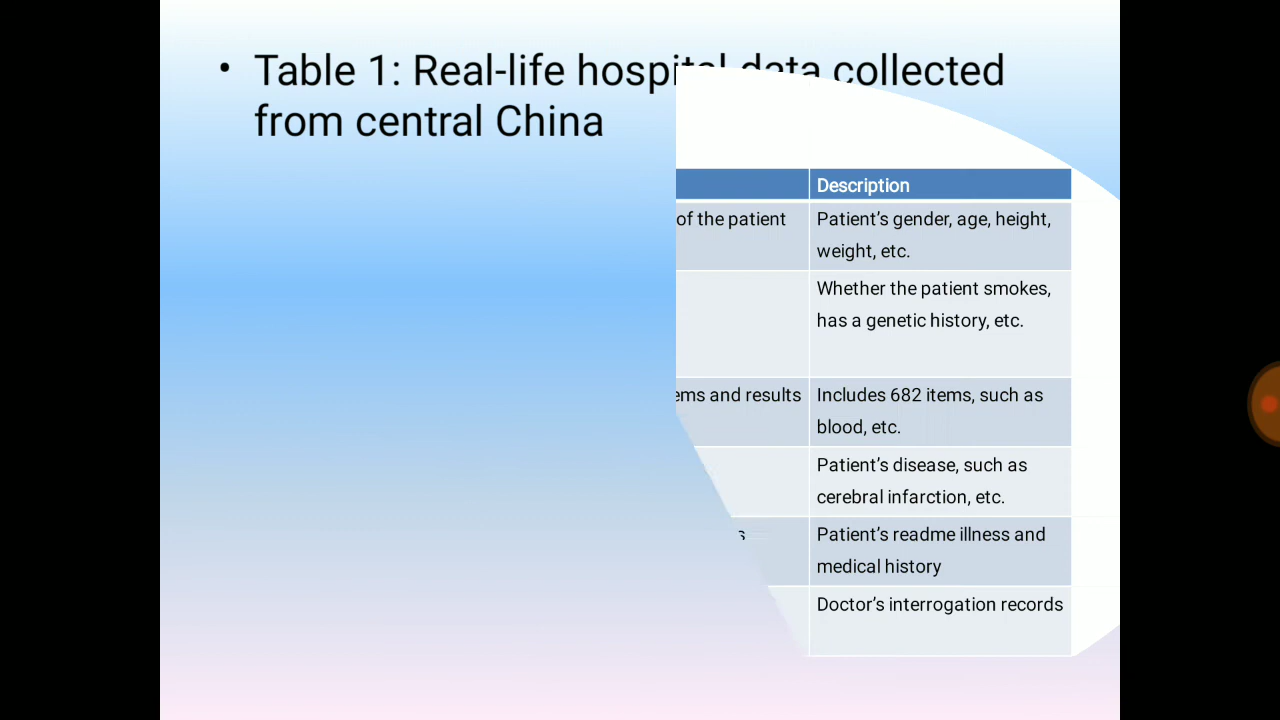 • Table 1: Real-life hospital data collected
from central China
Description
of the patient
Patient's gender, age, height,
weight, etc.
Whether the patient smokes,
has a genetic history, etc.
and results
Includes 682 items, such as
blood, etc.
Patient's disease, such as
cerebral infarction, etc.
Patient's readme illness and
medical history
Doctor's interrogation records